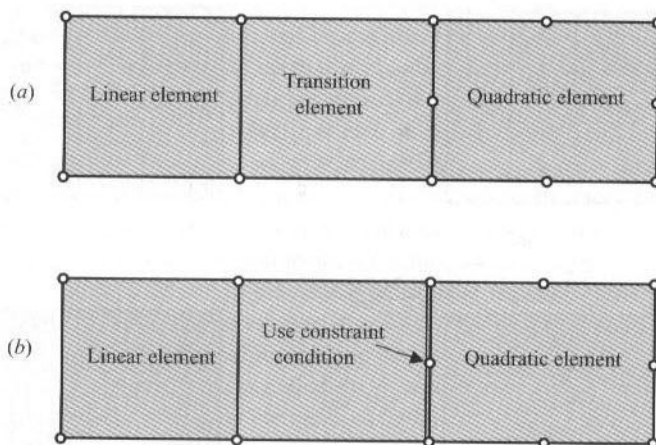 (a)
Linear element
Transition
element
Quadratic element
(b)
Linear element
Use constraint
condition
Quadratic element